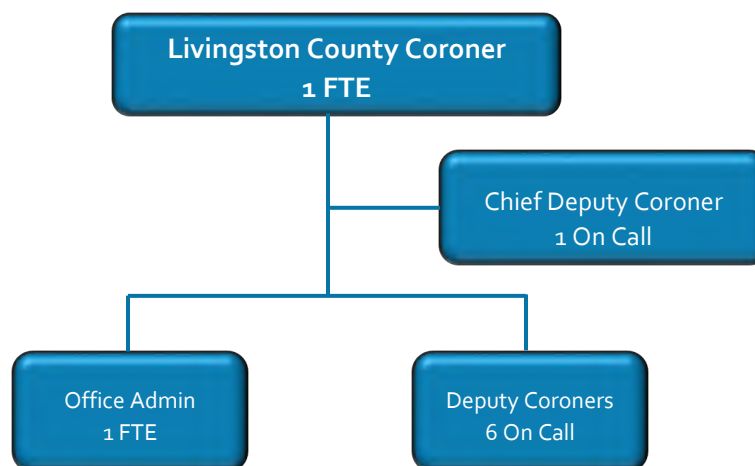 Livingston County Coroner
1 FTE
Chief Deputy Coroner
1 On Call
Office Admin
1 FTE
Deputy Coroners
6 On Call